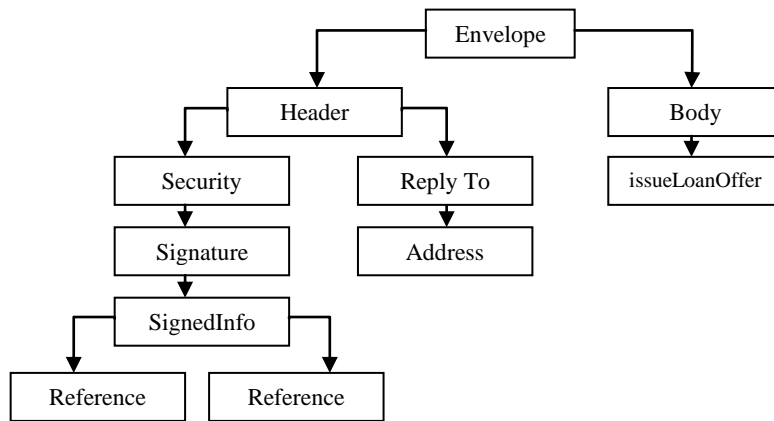 Envelope
Header
Body
Security
Reply To
issueLoanOffer
Signature
Address
SignedInfo
Reference
Reference